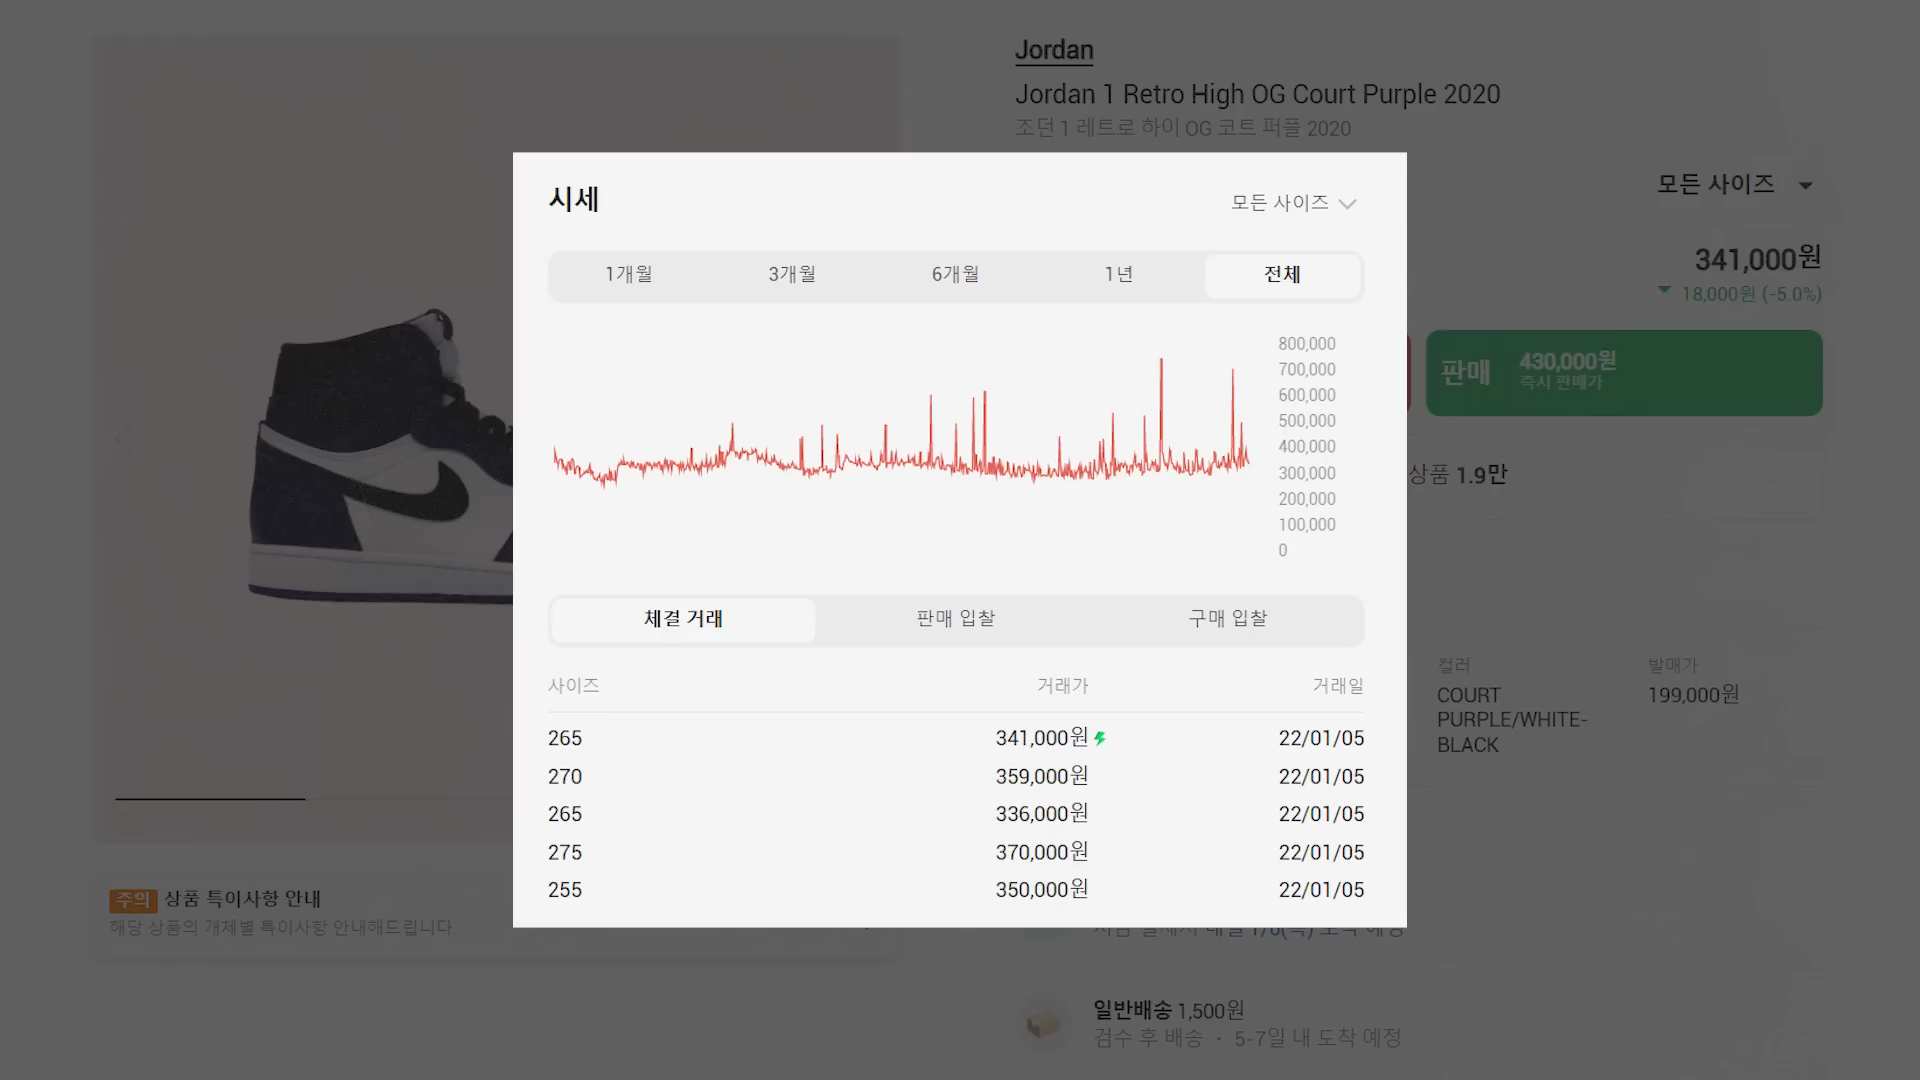 Jordan
Jordan 1 Retro High OG Court Purple 2020
조던 1 레트로 하이 OG 코트 퍼플 2020
모든 사이즈
341,000원
18,000원 (-5.0%)
판매 430,000원
즉시 판매가
상품 1.9만
컬러
COURT
PURPLE/WHITE-
BLACK
발매가
199,000원
시세
모든 사이즈
1개월 3개월 6개월 1년 전체
800,000
700,000
600,000
500,000
400,000
300,000
200,000
100,000
0
체결 거래 판매 입찰 구매 입찰
사이즈 거래가 거래일
265 341,000원 22/01/05
270 359,000원 22/01/05
265 336,000원 22/01/05
275 370,000원 22/01/05
255 350,000원 22/01/05
주의 상품 특이사항 안내
해당 상품의 개체별 특이사항 안내해드립니다.
일반배송 1,500원
검수 후 배송 ・ 5-7일 내 도착 예정